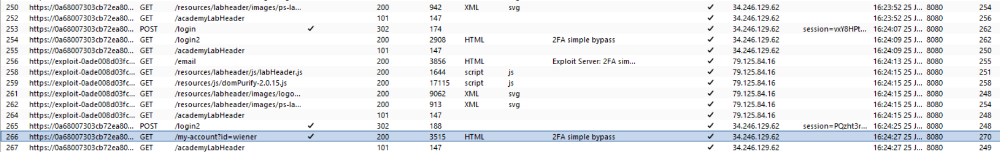 250 https://0a68007303cb72ea80... GET /resources/labheader/images/ps-la... 200 942 XML svg ✓ 34.246.129.62 16:23:52 25 J... 8080 254
252 https://0a68007303cb72ea80... GET /academyLabHeader 101 147 ✓ 34.246.129.62 16:23:52 25 J... 8080 256
253 https://0a68007303cb72ea80... POST /login ✓ 302 174 ✓ 34.246.129.62 session=vxY8HPt... 16:24:07 25 J... 8080 262
254 https://0a68007303cb72ea80... GET /login2 200 2908 HTML 2FA simple bypass ✓ 34.246.129.62 16:24:09 25 J... 8080 262
255 https://0a68007303cb72ea80... GET /academyLabHeader 101 147 ✓ 34.246.129.62 16:24:09 25 J... 8080 250
256 https://exploit-0ade008d03fc... GET /email 200 3856 HTML Exploit Server: 2FA sim... ✓ 79.125.84.16 16:24:13 25 J... 8080 255
258 https://exploit-0ade008d03fc... GET /resources/labheader/js/labHeader.js 200 1644 script js ✓ 79.125.84.16 16:24:15 25 J... 8080 251
259 https://exploit-0ade008d03fc... GET /resources/js/domPurify-2.0.15.js 200 17115 script js ✓ 79.125.84.16 16:24:15 25 J... 8080 258
261 https://exploit-0ade008d03fc... GET /resources/labheader/images/logo... 200 9062 XML svg ✓ 79.125.84.16 16:24:15 25 J... 8080 248
262 https://exploit-0ade008d03fc... GET /resources/labheader/images/ps-la... 200 913 XML svg ✓ 79.125.84.16 16:24:15 25 J... 8080 254
264 https://exploit-0ade008d03fc... GET /academyLabHeader 101 147 ✓ 79.125.84.16 16:24:15 25 J... 8080 248
265 https://0a68007303cb72ea80... POST /login2 ✓ 302 188 ✓ 34.246.129.62 session=PQzht3r... 16:24:25 25 J... 8080 248
266 https://0a68007303cb72ea80... GET /my-account?id=wiener ✓ 200 3515 HTML 2FA simple bypass ✓ 34.246.129.62 16:24:27 25 J... 8080 270
267 https://0a68007303cb72ea80... GET /academyLabHeader 101 147 ✓ 34.246.129.62 16:24:27 25 J... 8080 249